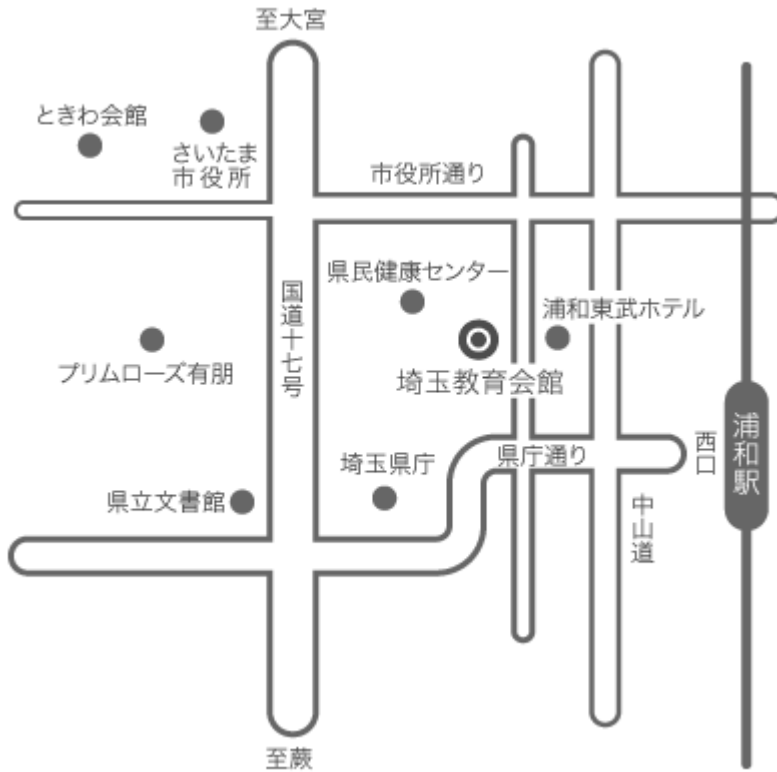 至大宮
ときわ会館
さいたま
市役所
市役所通り
県民健康センター
国道十七号
浦和東武ホテル
プリムローズ有朋
埼玉教育会館
浦和駅
西口
県庁通り
埼玉県庁
県立文書館
中山道
至蕨